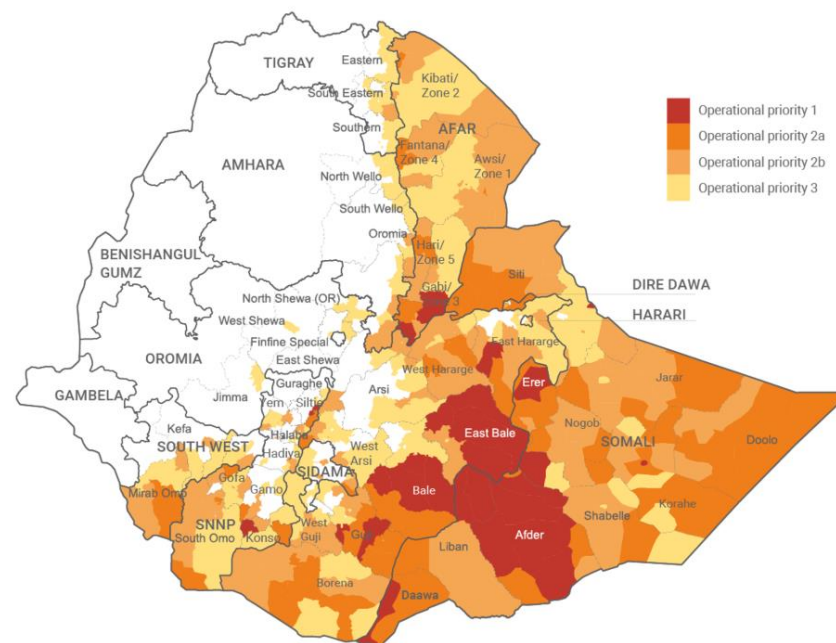 TIGRAY
Eastern
South Eastern
Southern
Kibati/
Zone 2
AFAR
Fantana/
Zone 4
Awsi/
Zone 1
AMHARA
North Wello
South Wello
Oromia
Hari/
Zone 5
Gabi/
Zone 3
Siti
BENISHANGUL
GUMZ
North Shewa (OR)
West Shewa
Finfine Special
East Shewa
OROMIA
GAMBELA
Jimma
Guraghe
Yem
Siltie
Arsi
West Hararge
East Hararge
Erer
Jarar
Kefa
SOUTH WEST
Halaba
Hadiya
SIDAMA
West
Arsi
East Bale
Nogob
SOMALI
Doolo
Mirab Omo
Gofa
Gamo
Bale
Korahe
SNNP
South Omo
Konso
West
Guji
Guji
Afder
Shabelle
Liban
Borena
Daawa
Operational priority 1
Operational priority 2a
Operational priority 2b
Operational priority 3
DIRE DAWA
HARARI